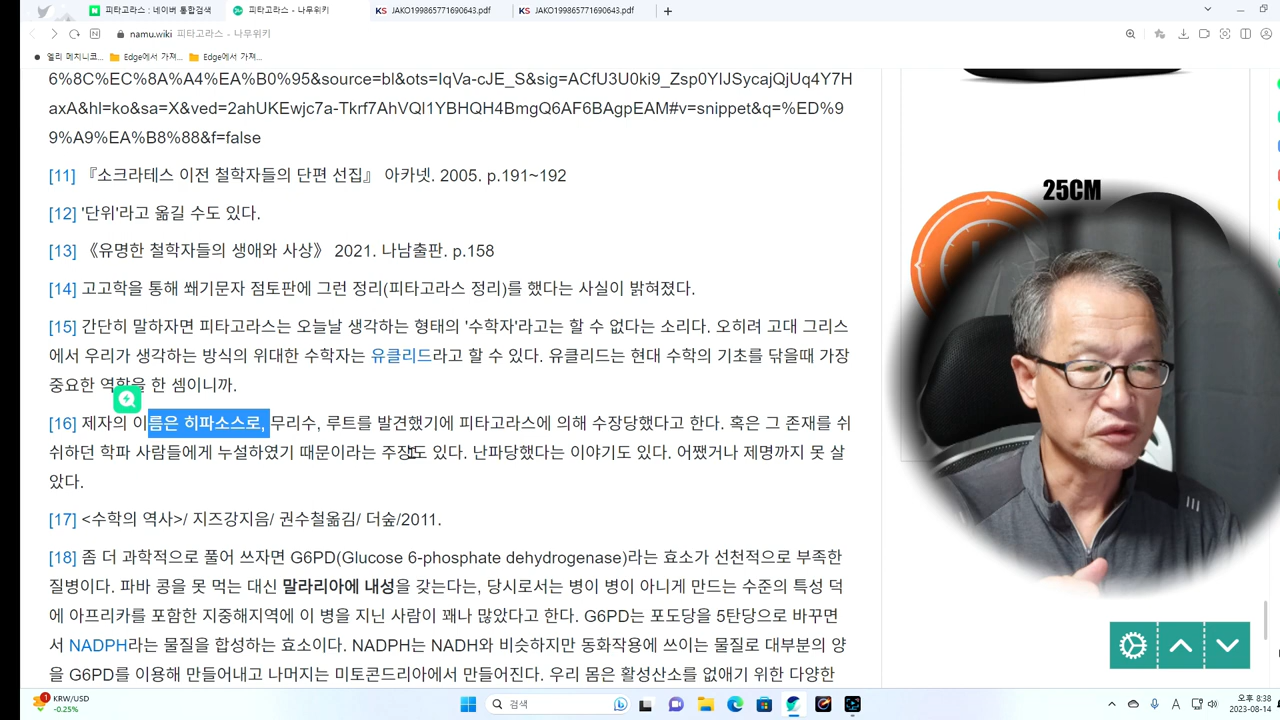 피타고라스 : 네이버 통합검색
피타고라스 - 나무위키
KS JAKO199865771690643.pdf
KS JAKO199865771690643.pdf
namu.wiki 피타고라스 - 나무위키
엘리 메치니코...
Edge에서 가져...
Edge에서 가져...
6%8C%EC%8A%A4%EA%B0%95&source=bl&ots=IqVa-cJE_S&sig=ACfU3U0ki9_Zsp0YIJSycajQjUq4Y7H
axA&hl=ko&sa=X&ved=2ahUKEwjc7a-Tkrf7AhVQl1YBHQH4BmgQ6AF6BAgpEAM#v=snippet&q=%ED%9
9%A9%EA%B8%88&f=false
[11] 『소크라테스 이전 철학자들의 단편 선집』 아카넷. 2005. p.191~192
[12] '단위'라고 옮길 수도 있다.
[13] 《유명한 철학자들의 생애와 사상》 2021. 나남출판. p.158
[14] 고고학을 통해 쐐기문자 점토판에 그런 정리(피타고라스 정리)를 했다는 사실이 밝혀졌다.
[15] 간단히 말하자면 피타고라스는 오늘날 생각하는 형태의 '수학자'라고는 할 수 없다는 소리다. 오히려 고대 그리스
에서 우리가 생각하는 방식의 위대한 수학자는 유클리드라고 할 수 있다. 유클리드는 현대 수학의 기초를 닦을때 가장
중요한 역할을 한 셈이니까.
[16] 제자의 이름은 히파소스로, 무리수, 루트를 발견했기에 피타고라스에 의해 수장당했다고 한다. 혹은 그 존재를 쉬
쉬하던 학파 사람들에게 누설하였기 때문이라는 주장도 있다. 난파당했다는 이야기도 있다. 어쨌거나 제명까지 못 살
았다.
[17] <수학의 역사>/ 지즈강지음/ 권수철옮김/ 더숲/2011.
[18] 좀 더 과학적으로 풀어 쓰자면 G6PD(Glucose 6-phosphate dehydrogenase)라는 효소가 선천적으로 부족한
질병이다. 파바 콩을 못 먹는 대신 말라리아에 내성을 갖는다는, 당시로서는 병이 병이 아니게 만드는 수준의 특성 덕
에 아프리카를 포함한 지중해지역에 이 병을 지닌 사람이 꽤나 많았다고 한다. G6PD는 포도당을 5탄당으로 바꾸면
서 NADPH라는 물질을 합성하는 효소이다. NADPH는 NADH와 비슷하지만 동화작용에 쓰이는 물질로 대부분의 양
을 G6PD를 이용해 만들어내고 나머지는 미토콘드리아에서 만들어진다. 우리 몸은 활성산소를 없애기 위한 다양한
25CM
1
KRW/USD
-0.25%
검색
A
오후 8:38
2023-08-14